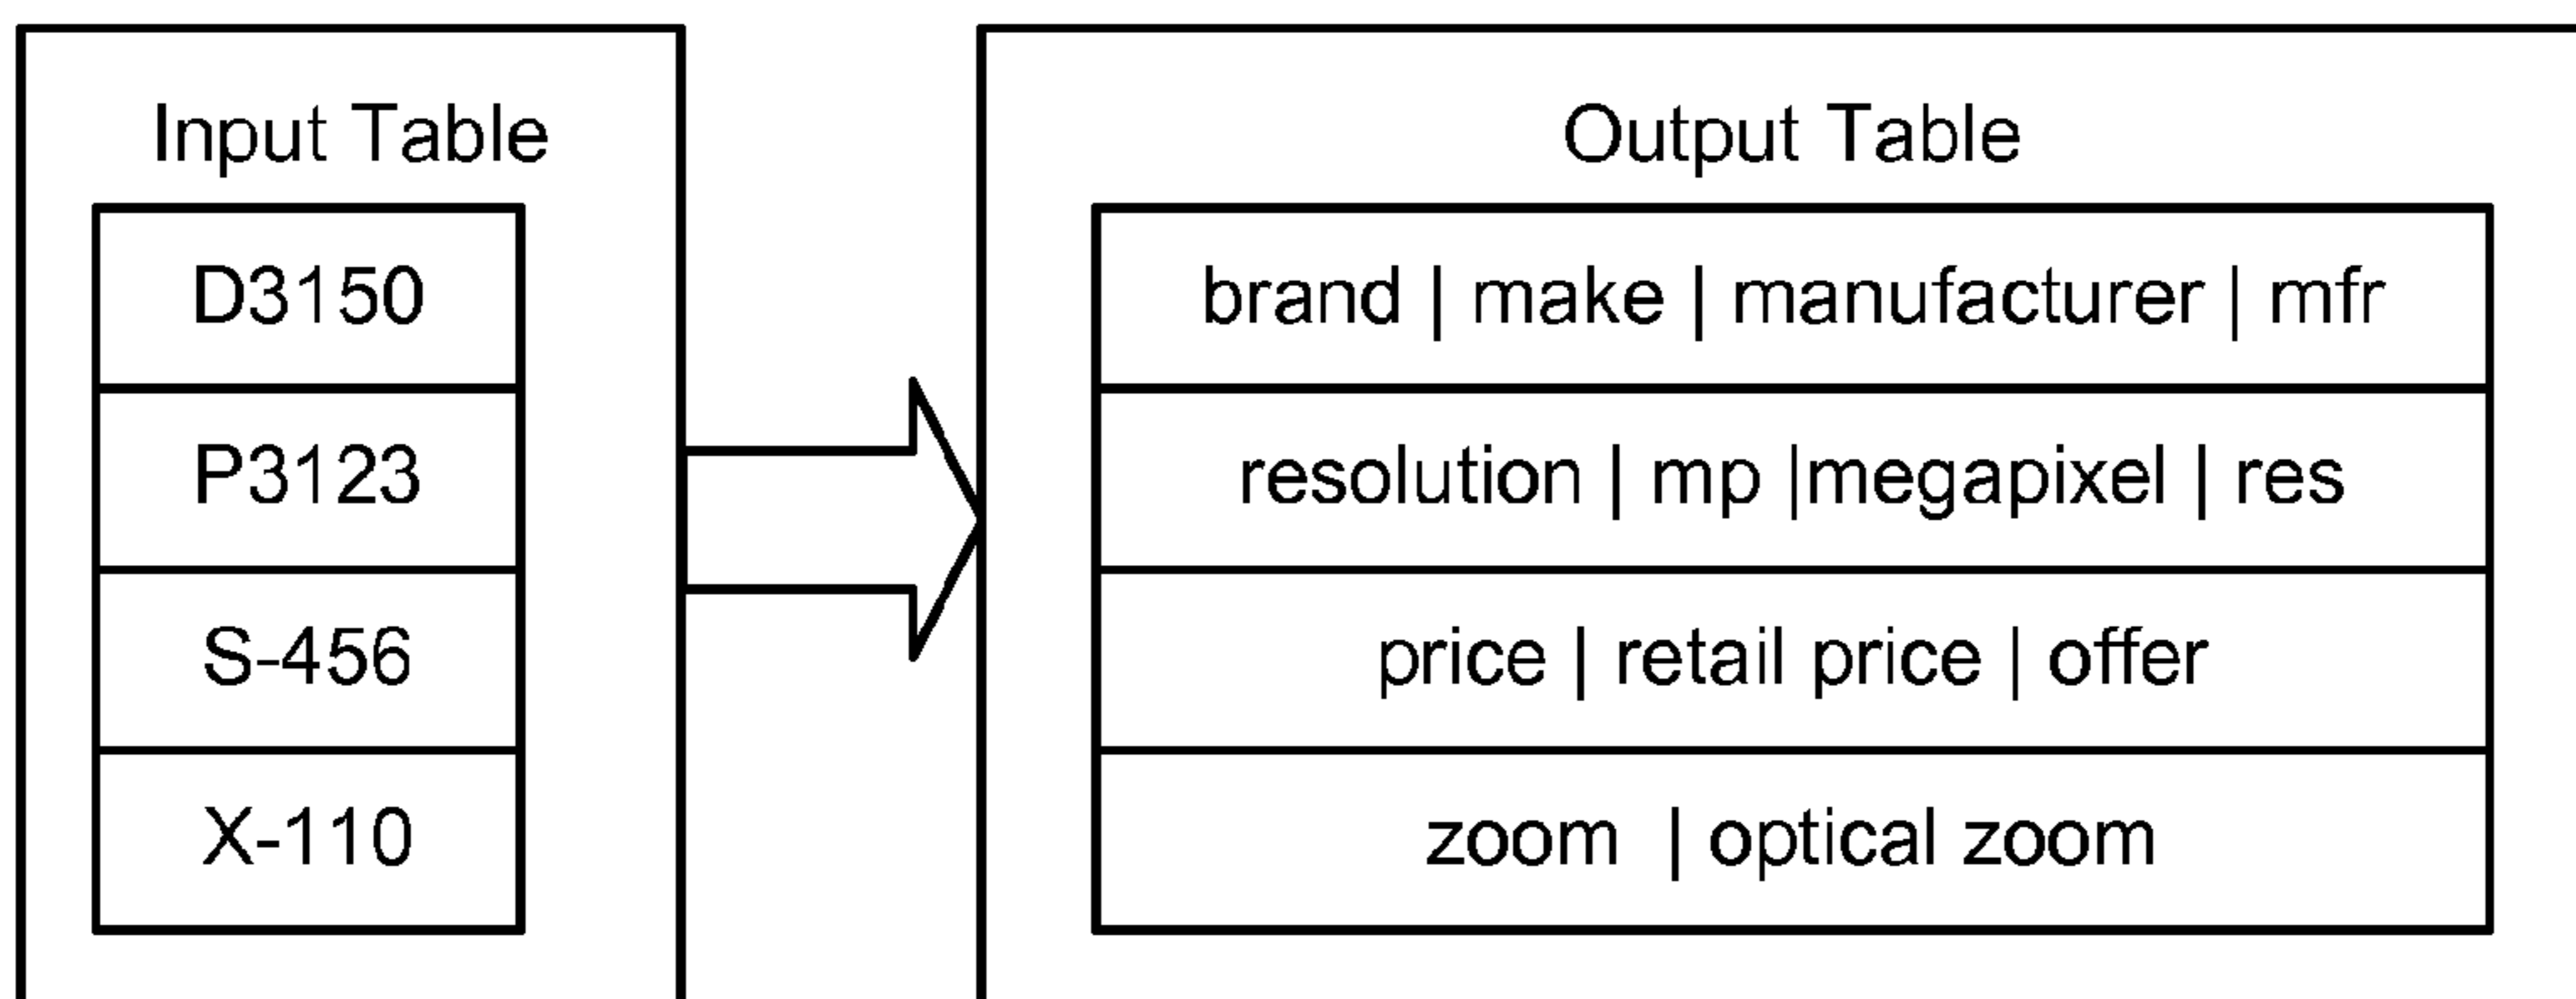 Input Table
D3150
P3123
S-456
X-110
Output Table
brand | make | manufacturer | mfr
resolution | mp |megapixel | res
price | retail price | offer
zoom | optical zoom